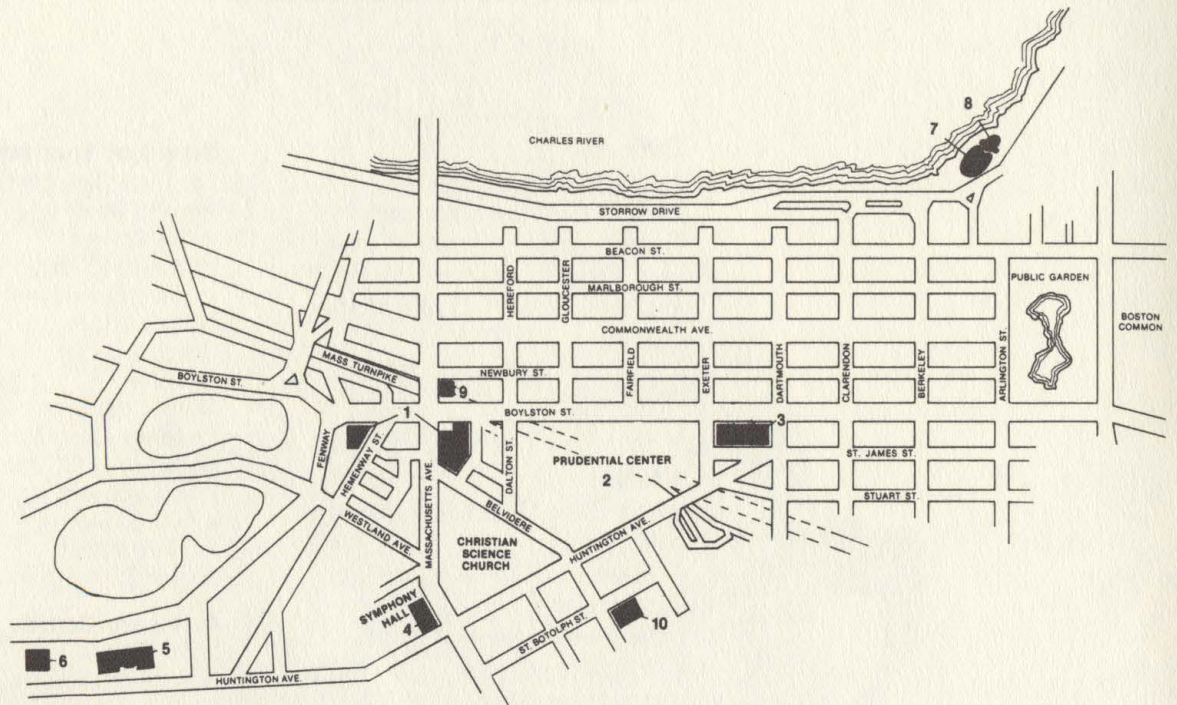 8
7
CHARLES RIVER
STORROW DRIVE
BEACON ST.
HEREFORD
GLOUCESTER
MARLBOROUGH ST.
PUBLIC GARDEN
BOSTON
COMMON
COMMONWEALTH AVE.
MASS TURNPIKE
NEWBURY ST.
FAIRFIELD
EXETER
DARTMOUTH
CLARENDON
BERKELEY
ARLINGTON ST.
BOYLSTON ST.
9
1
BOYLSTON ST.
3
FENWAY
HEMENWAY ST.
MASSACHUSETTS AVE.
DALTON ST.
PRUDENTIAL CENTER
2
ST. JAMES ST.
STUART ST.
BELVIDERE
WESTLAND AVE.
CHRISTIAN
SCIENCE
CHURCH
HUNTINGTON AVE.
SYMPHONY
HALL
4
ST. BOTOLPH ST.
10
6
5
HUNTINGTON AVE.